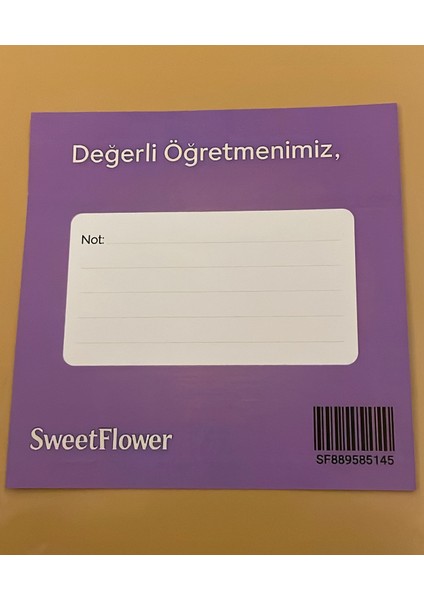 Değerli Öğretmenimiz,
Not:
SweetFlower
SF889585145